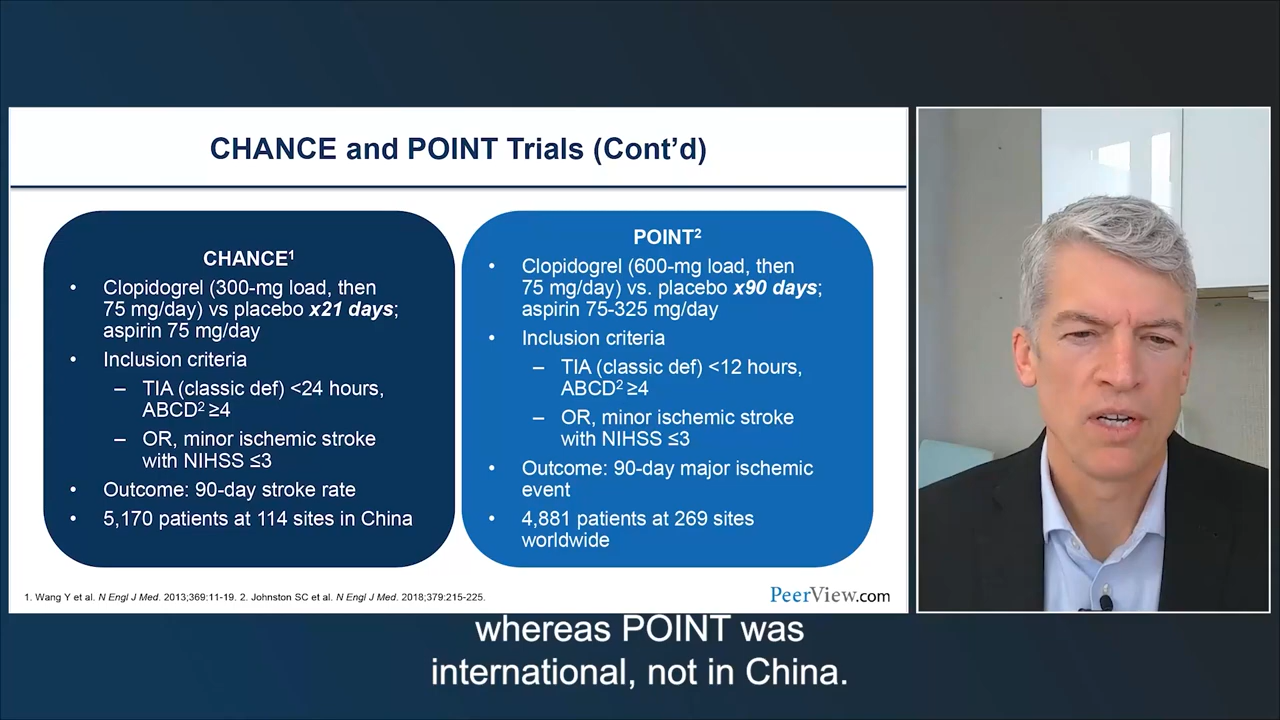 CHANCE and POINT Trials (Cont’d)
CHANCE¹
• Clopidogrel (300-mg load, then
75 mg/day) vs placebo x21 days;
aspirin 75 mg/day
• Inclusion criteria
– TIA (classic def) <24 hours,
ABCD² ≥4
– OR, minor ischemic stroke
with NIHSS ≤3
• Outcome: 90-day stroke rate
• 5,170 patients at 114 sites in China
POINT²
• Clopidogrel (600-mg load, then
75 mg/day) vs. placebo x90 days;
aspirin 75-325 mg/day
• Inclusion criteria
– TIA (classic def) <12 hours,
ABCD² ≥4
– OR, minor ischemic stroke
with NIHSS ≤3
• Outcome: 90-day major ischemic
event
• 4,881 patients at 269 sites
worldwide
1. Wang Y et al. N Engl J Med. 2013;369:11-19. 2. Johnston SC et al. N Engl J Med. 2018;379:215-225.
PeerView.com
whereas POINT was
international, not in China.